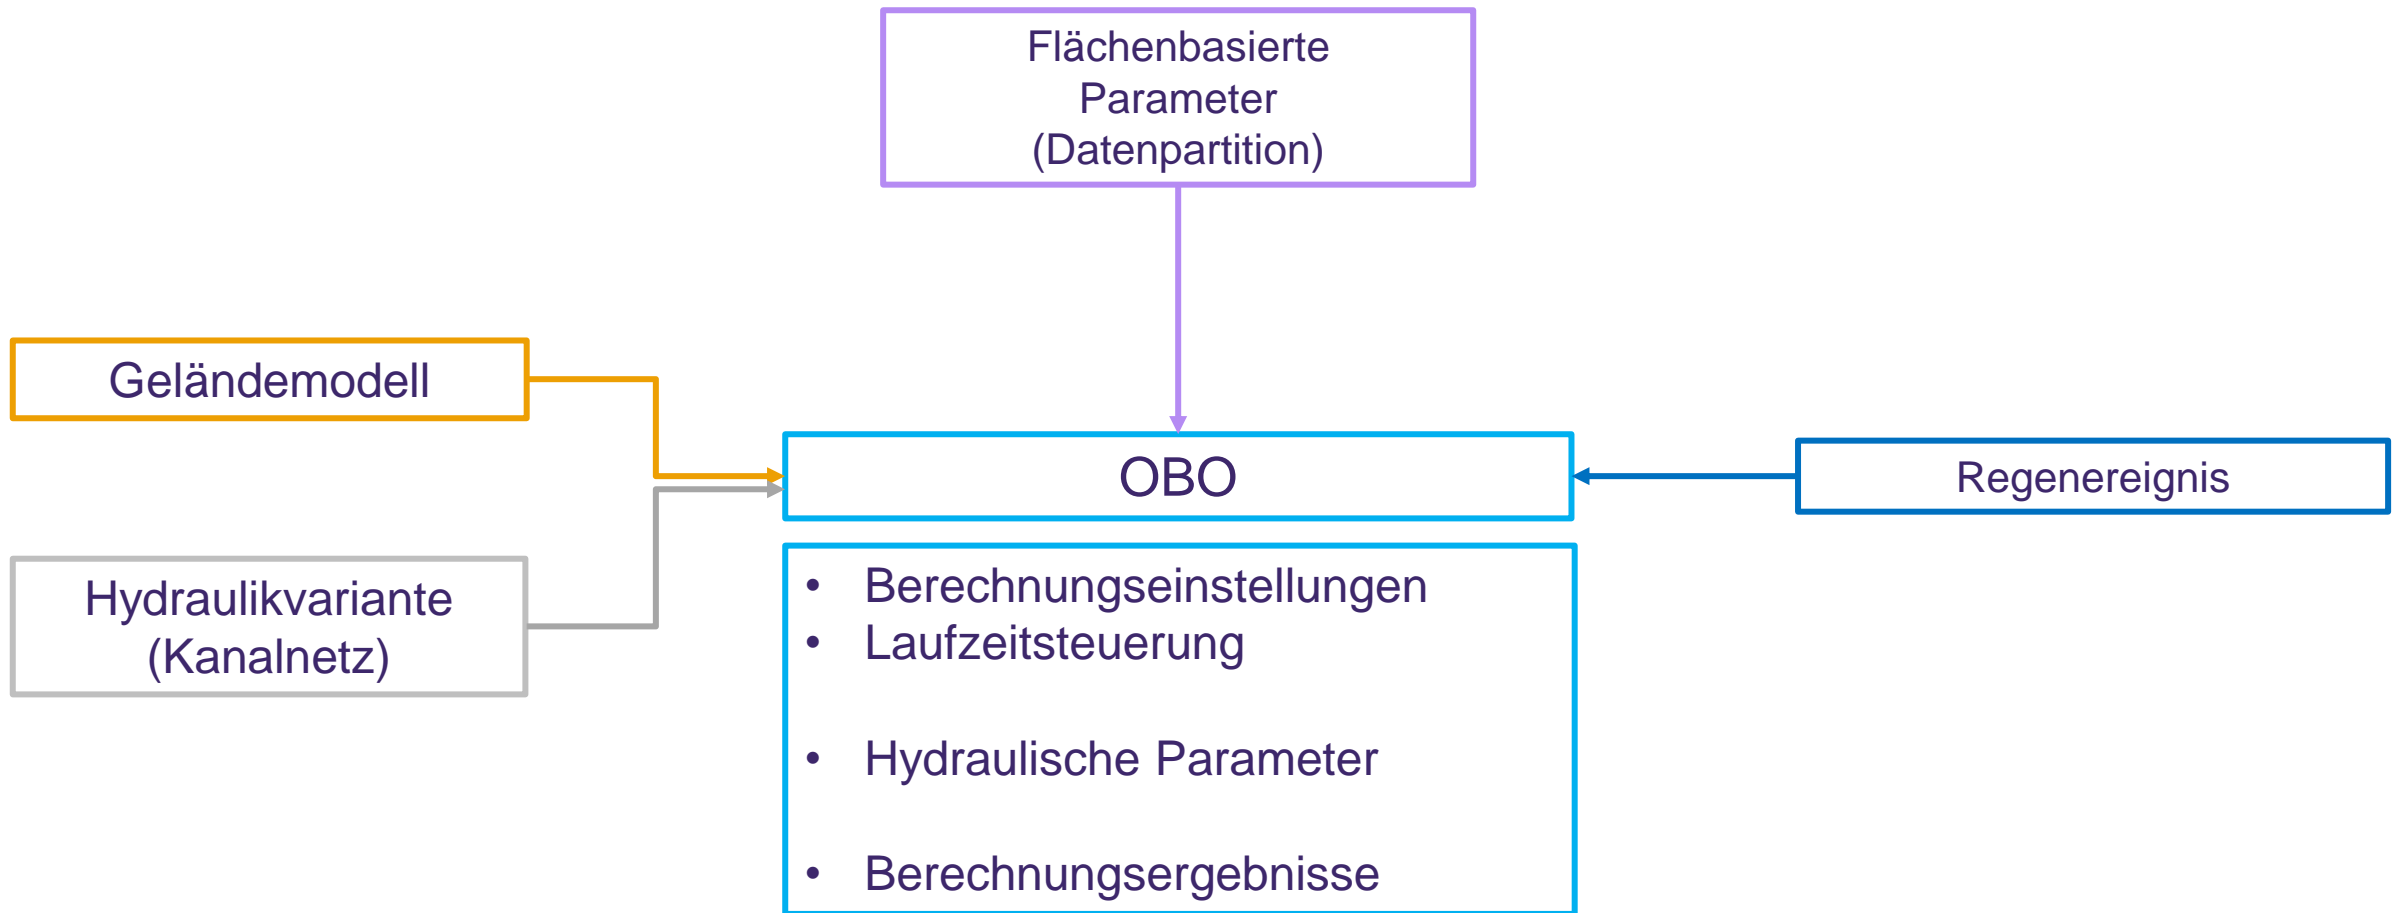 Flächenbasierte
Parameter
(Datenpartition)
Geländemodell
OBO
Regenereignis
Hydraulikvariante
(Kanalnetz)
• Berechnungseinstellungen
• Laufzeitsteuerung
• Hydraulische Parameter
• Berechnungsergebnisse